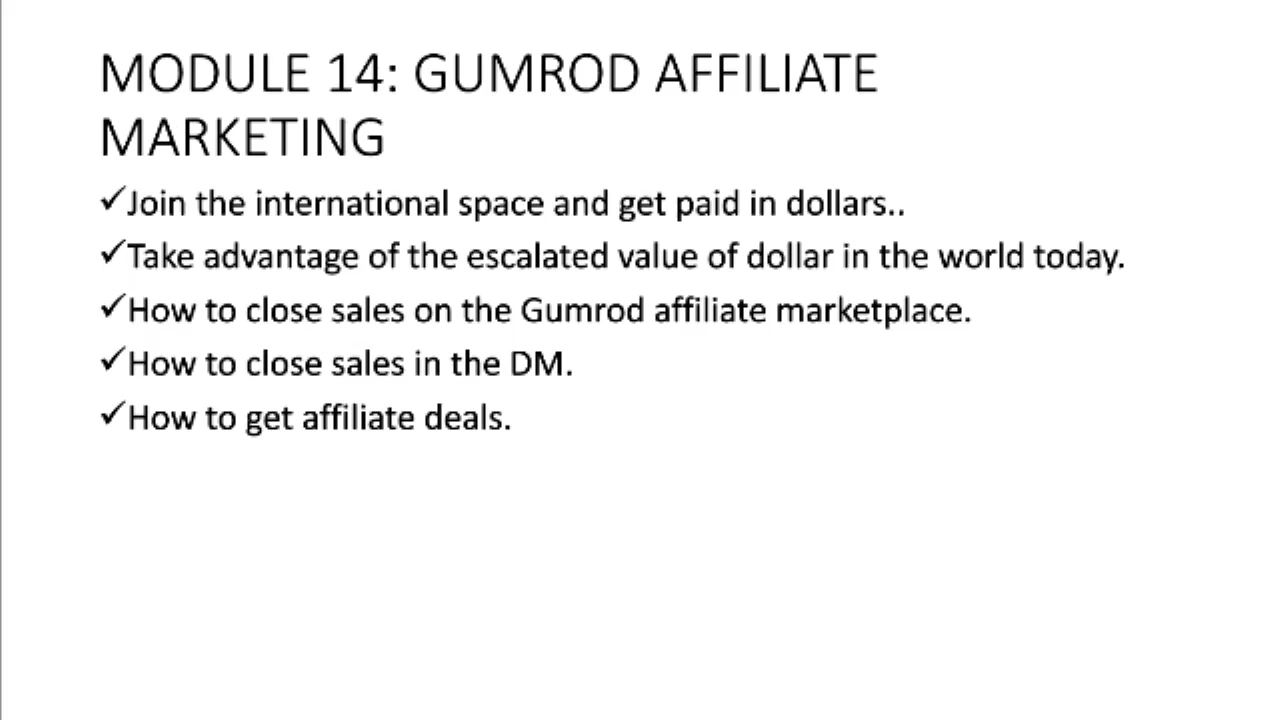 MODULE 14: GUMROD AFFILIATE
MARKETING
✓Join the international space and get paid in dollars..
✓Take advantage of the escalated value of dollar in the world today.
✓How to close sales on the Gumrod affiliate marketplace.
✓How to close sales in the DM.
✓How to get affiliate deals.